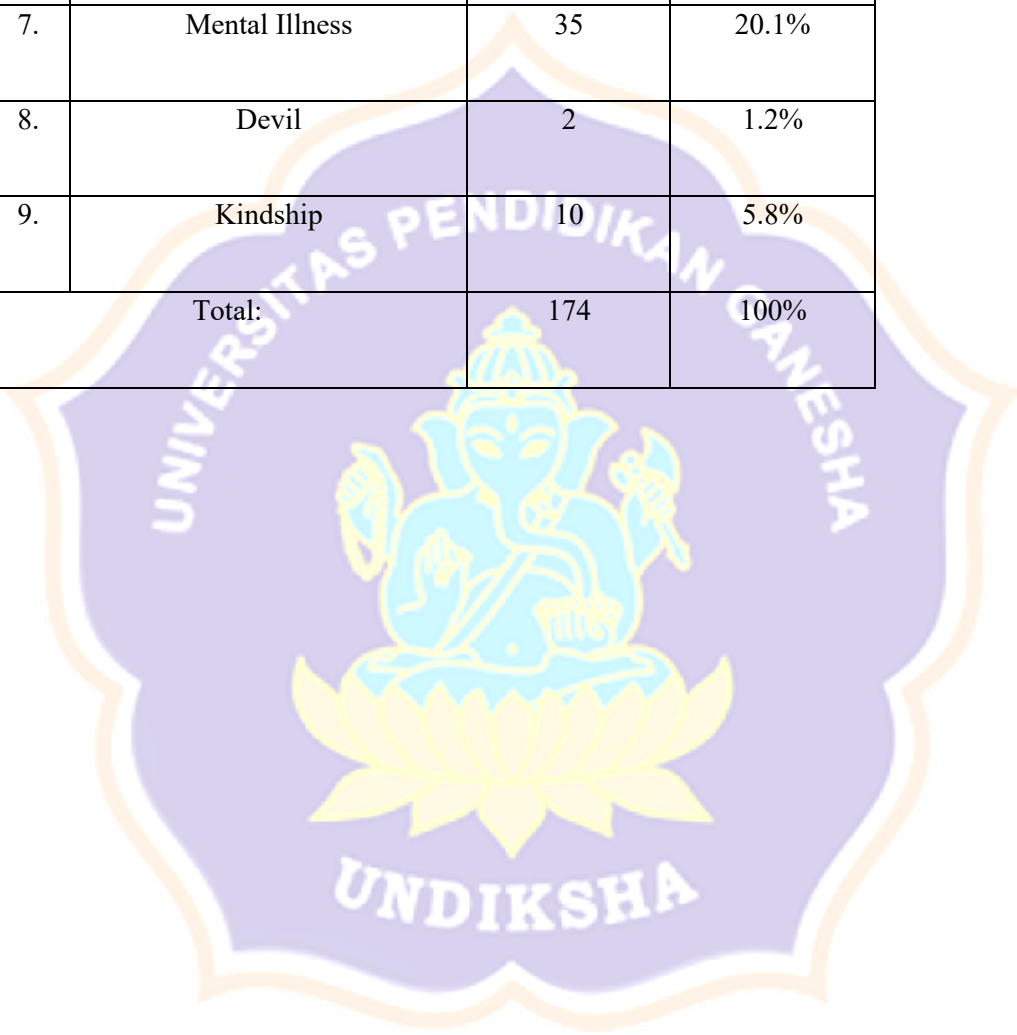 7. Mental Illness 35 20.1%
8. Devil 2 1.2%
9. Kindship 10 5.8%
Total: 174 100%
UNIVERSITAS PENDIDIKAN GANESHA
UNDIKSHA